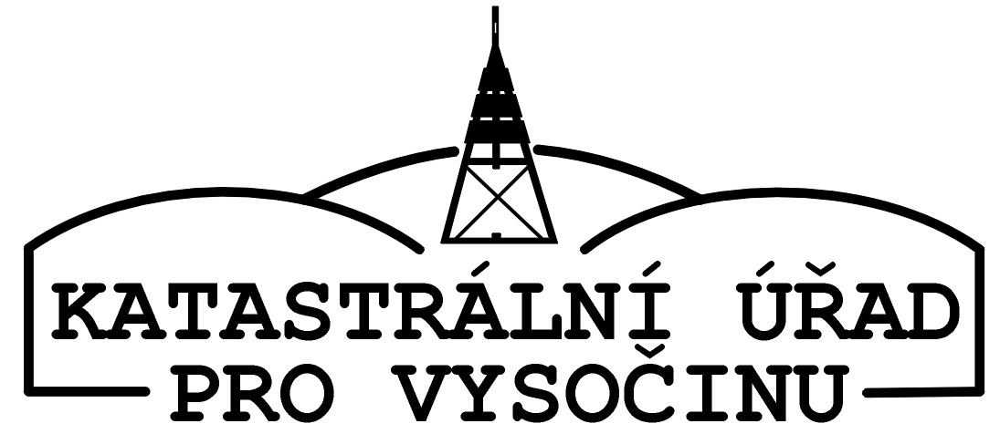 KATASTRÁLNÍ ÚŘAD
PRO VYSOČINU